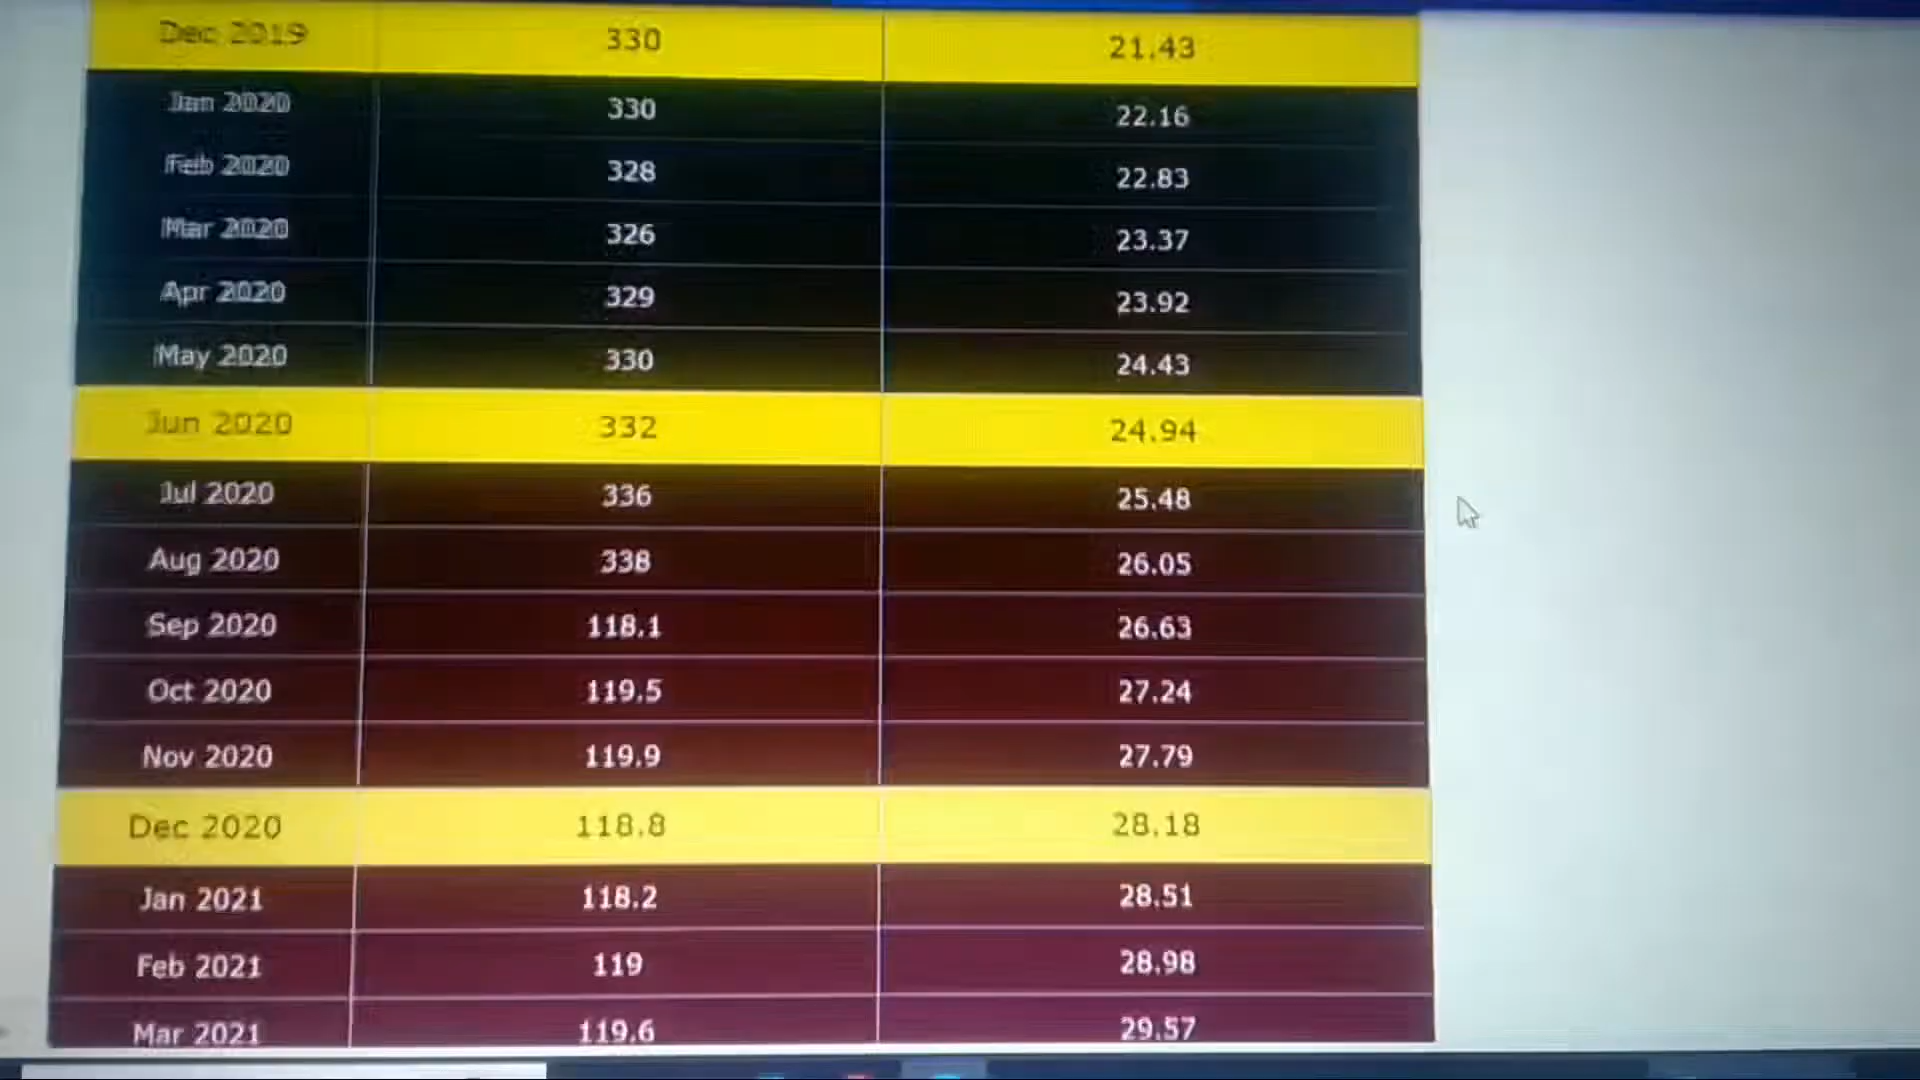 Dec 2019 330 21.43
Jan 2020 330 22.16
Feb 2020 328 22.83
Mar 2020 326 23.37
Apr 2020 329 23.92
May 2020 330 24.43
Jun 2020 332 24.94
Jul 2020 336 25.48
Aug 2020 338 26.05
Sep 2020 118.1 26.63
Oct 2020 119.5 27.24
Nov 2020 119.9 27.79
Dec 2020 118.8 28.18
Jan 2021 118.2 28.51
Feb 2021 119 28.98
Mar 2021 119.6 29.57